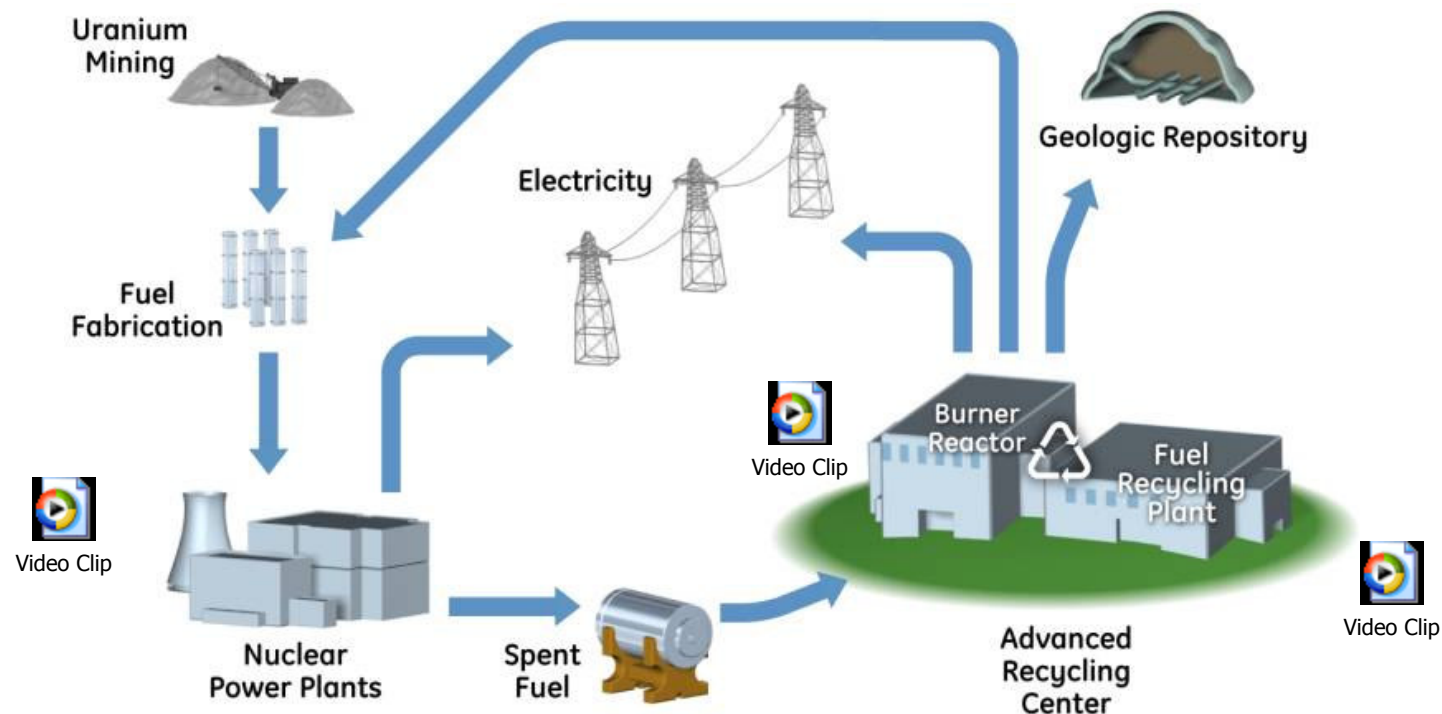 Uranium
Mining
Geologic Repository
Electricity
Fuel
Fabrication
Burner
Reactor
Fuel
Recycling
Plant
Video Clip
Video Clip
Video Clip
Nuclear
Power Plants
Spent
Fuel
Advanced
Recycling
Center